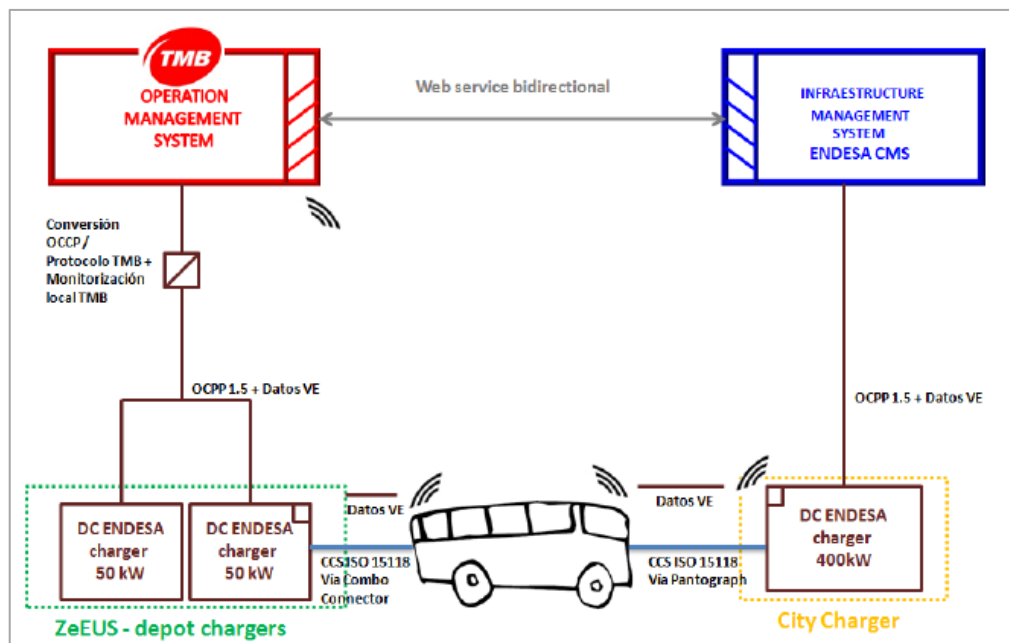 TMB
OPERATION
MANAGEMENT
SYSTEM
Web service bidirectional
INFRAESTRUCTURE
MANAGEMENT
SYSTEM
ENDESA CMS
Conversión
OCCP /
Protocolo TMB +
Monitorización
local TMB
OCPP 1.5 + Datos VE
OCPP 1.5 + Datos VE
DC ENDESA
charger
50 kW
DC ENDESA
charger
50 kW
Datos VE
CCS ISO 15118
Via Combo
Connector
Datos VE
CCS ISO 15118
Via Pantograph
DC ENDESA
charger
400kW
ZeEUS - depot chargers
City Charger